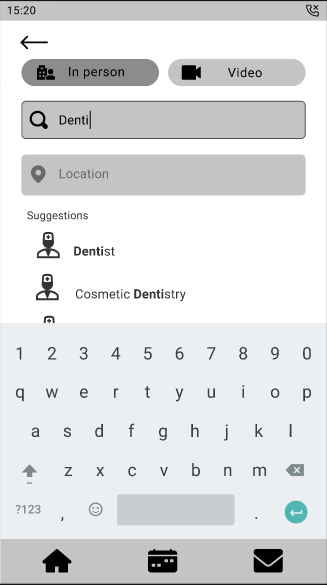 15:20
In person
Video
Denti
Location
Suggestions
Dentist
Cosmetic Dentistry
1 2 3 4 5 6 7 8 9 0
q w e r t y u i o p
a s d f g h j k l
z x c v b n m
?123 , .